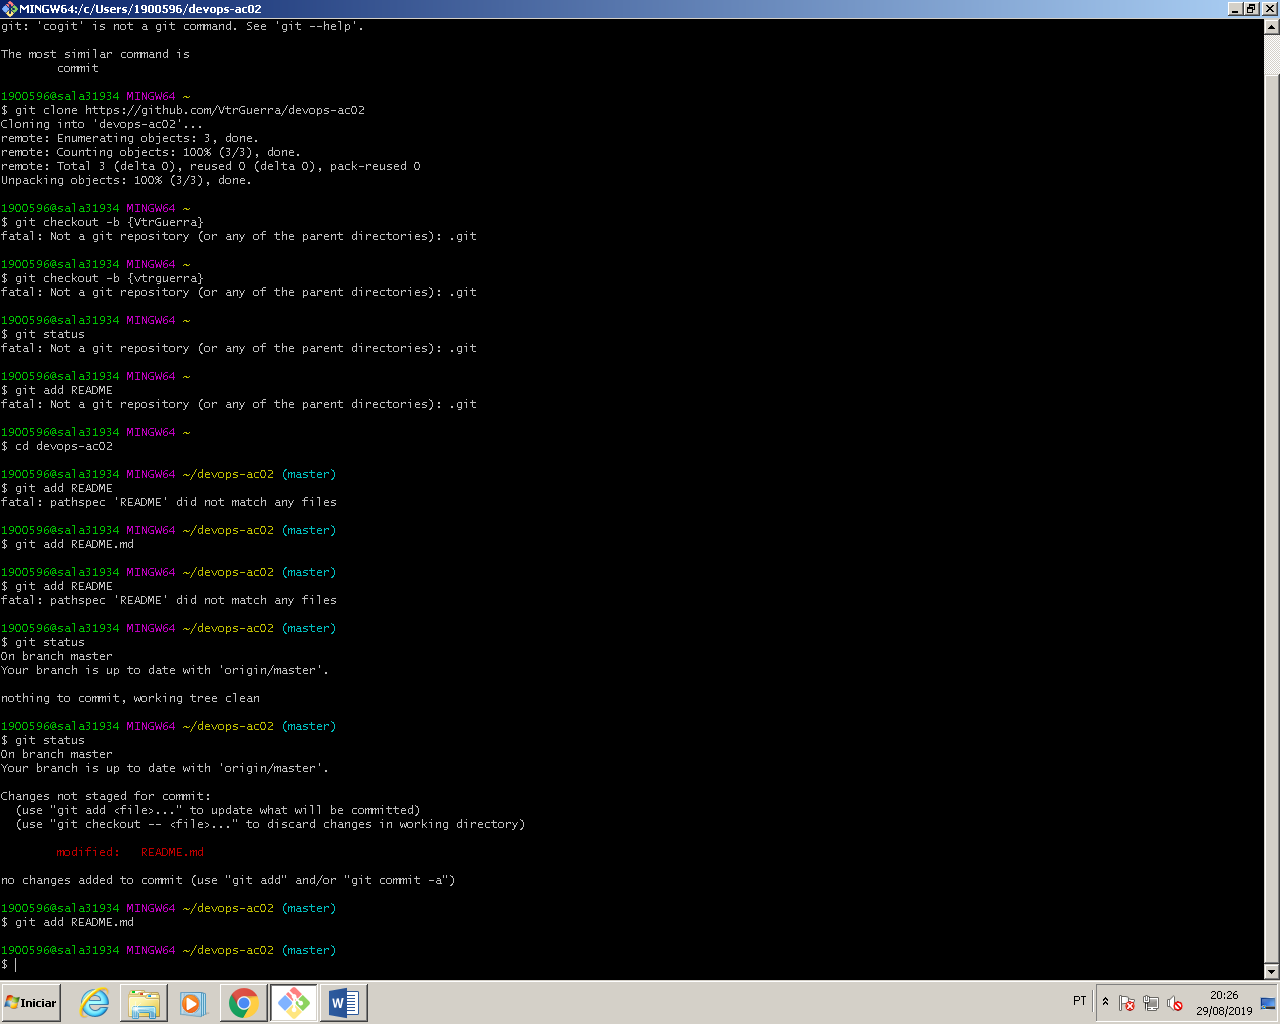 MINGW64:/c/Users/1900596/devops-ac02
git: 'cogit' is not a git command. See 'git --help'.
The most similar command is
commit
1900596@sala31934 MINGW64 ~
$ git clone https://github.com/VtrGuerra/devops-ac02
Cloning into 'devops-ac02'...
remote: Enumerating objects: 3, done.
remote: Counting objects: 100% (3/3), done.
remote: Total 3 (delta 0), reused 0 (delta 0), pack-reused 0
Unpacking objects: 100% (3/3), done.
1900596@sala31934 MINGW64 ~
$ git checkout -b {VtrGuerra}
fatal: Not a git repository (or any of the parent directories): .git
1900596@sala31934 MINGW64 ~
$ git checkout -b {vtrguerra}
fatal: Not a git repository (or any of the parent directories): .git
1900596@sala31934 MINGW64 ~
$ git status
fatal: Not a git repository (or any of the parent directories): .git
1900596@sala31934 MINGW64 ~
$ git add README
fatal: Not a git repository (or any of the parent directories): .git
1900596@sala31934 MINGW64 ~
$ cd devops-ac02
1900596@sala31934 MINGW64 ~/devops-ac02 (master)
$ git add README
fatal: pathspec 'README' did not match any files
1900596@sala31934 MINGW64 ~/devops-ac02 (master)
$ git add README.md
1900596@sala31934 MINGW64 ~/devops-ac02 (master)
$ git add README
fatal: pathspec 'README' did not match any files
1900596@sala31934 MINGW64 ~/devops-ac02 (master)
$ git status
On branch master
Your branch is up to date with 'origin/master'.
nothing to commit, working tree clean
1900596@sala31934 MINGW64 ~/devops-ac02 (master)
$ git status
On branch master
Your branch is up to date with 'origin/master'.
Changes not staged for commit:
(use "git add <file>..." to update what will be committed)
(use "git checkout -- <file>..." to discard changes in working directory)
modified:   README.md
no changes added to commit (use "git add" and/or "git commit -a")
1900596@sala31934 MINGW64 ~/devops-ac02 (master)
$ git add README.md
1900596@sala31934 MINGW64 ~/devops-ac02 (master)
$
Iniciar
PT
20:26
29/08/2019